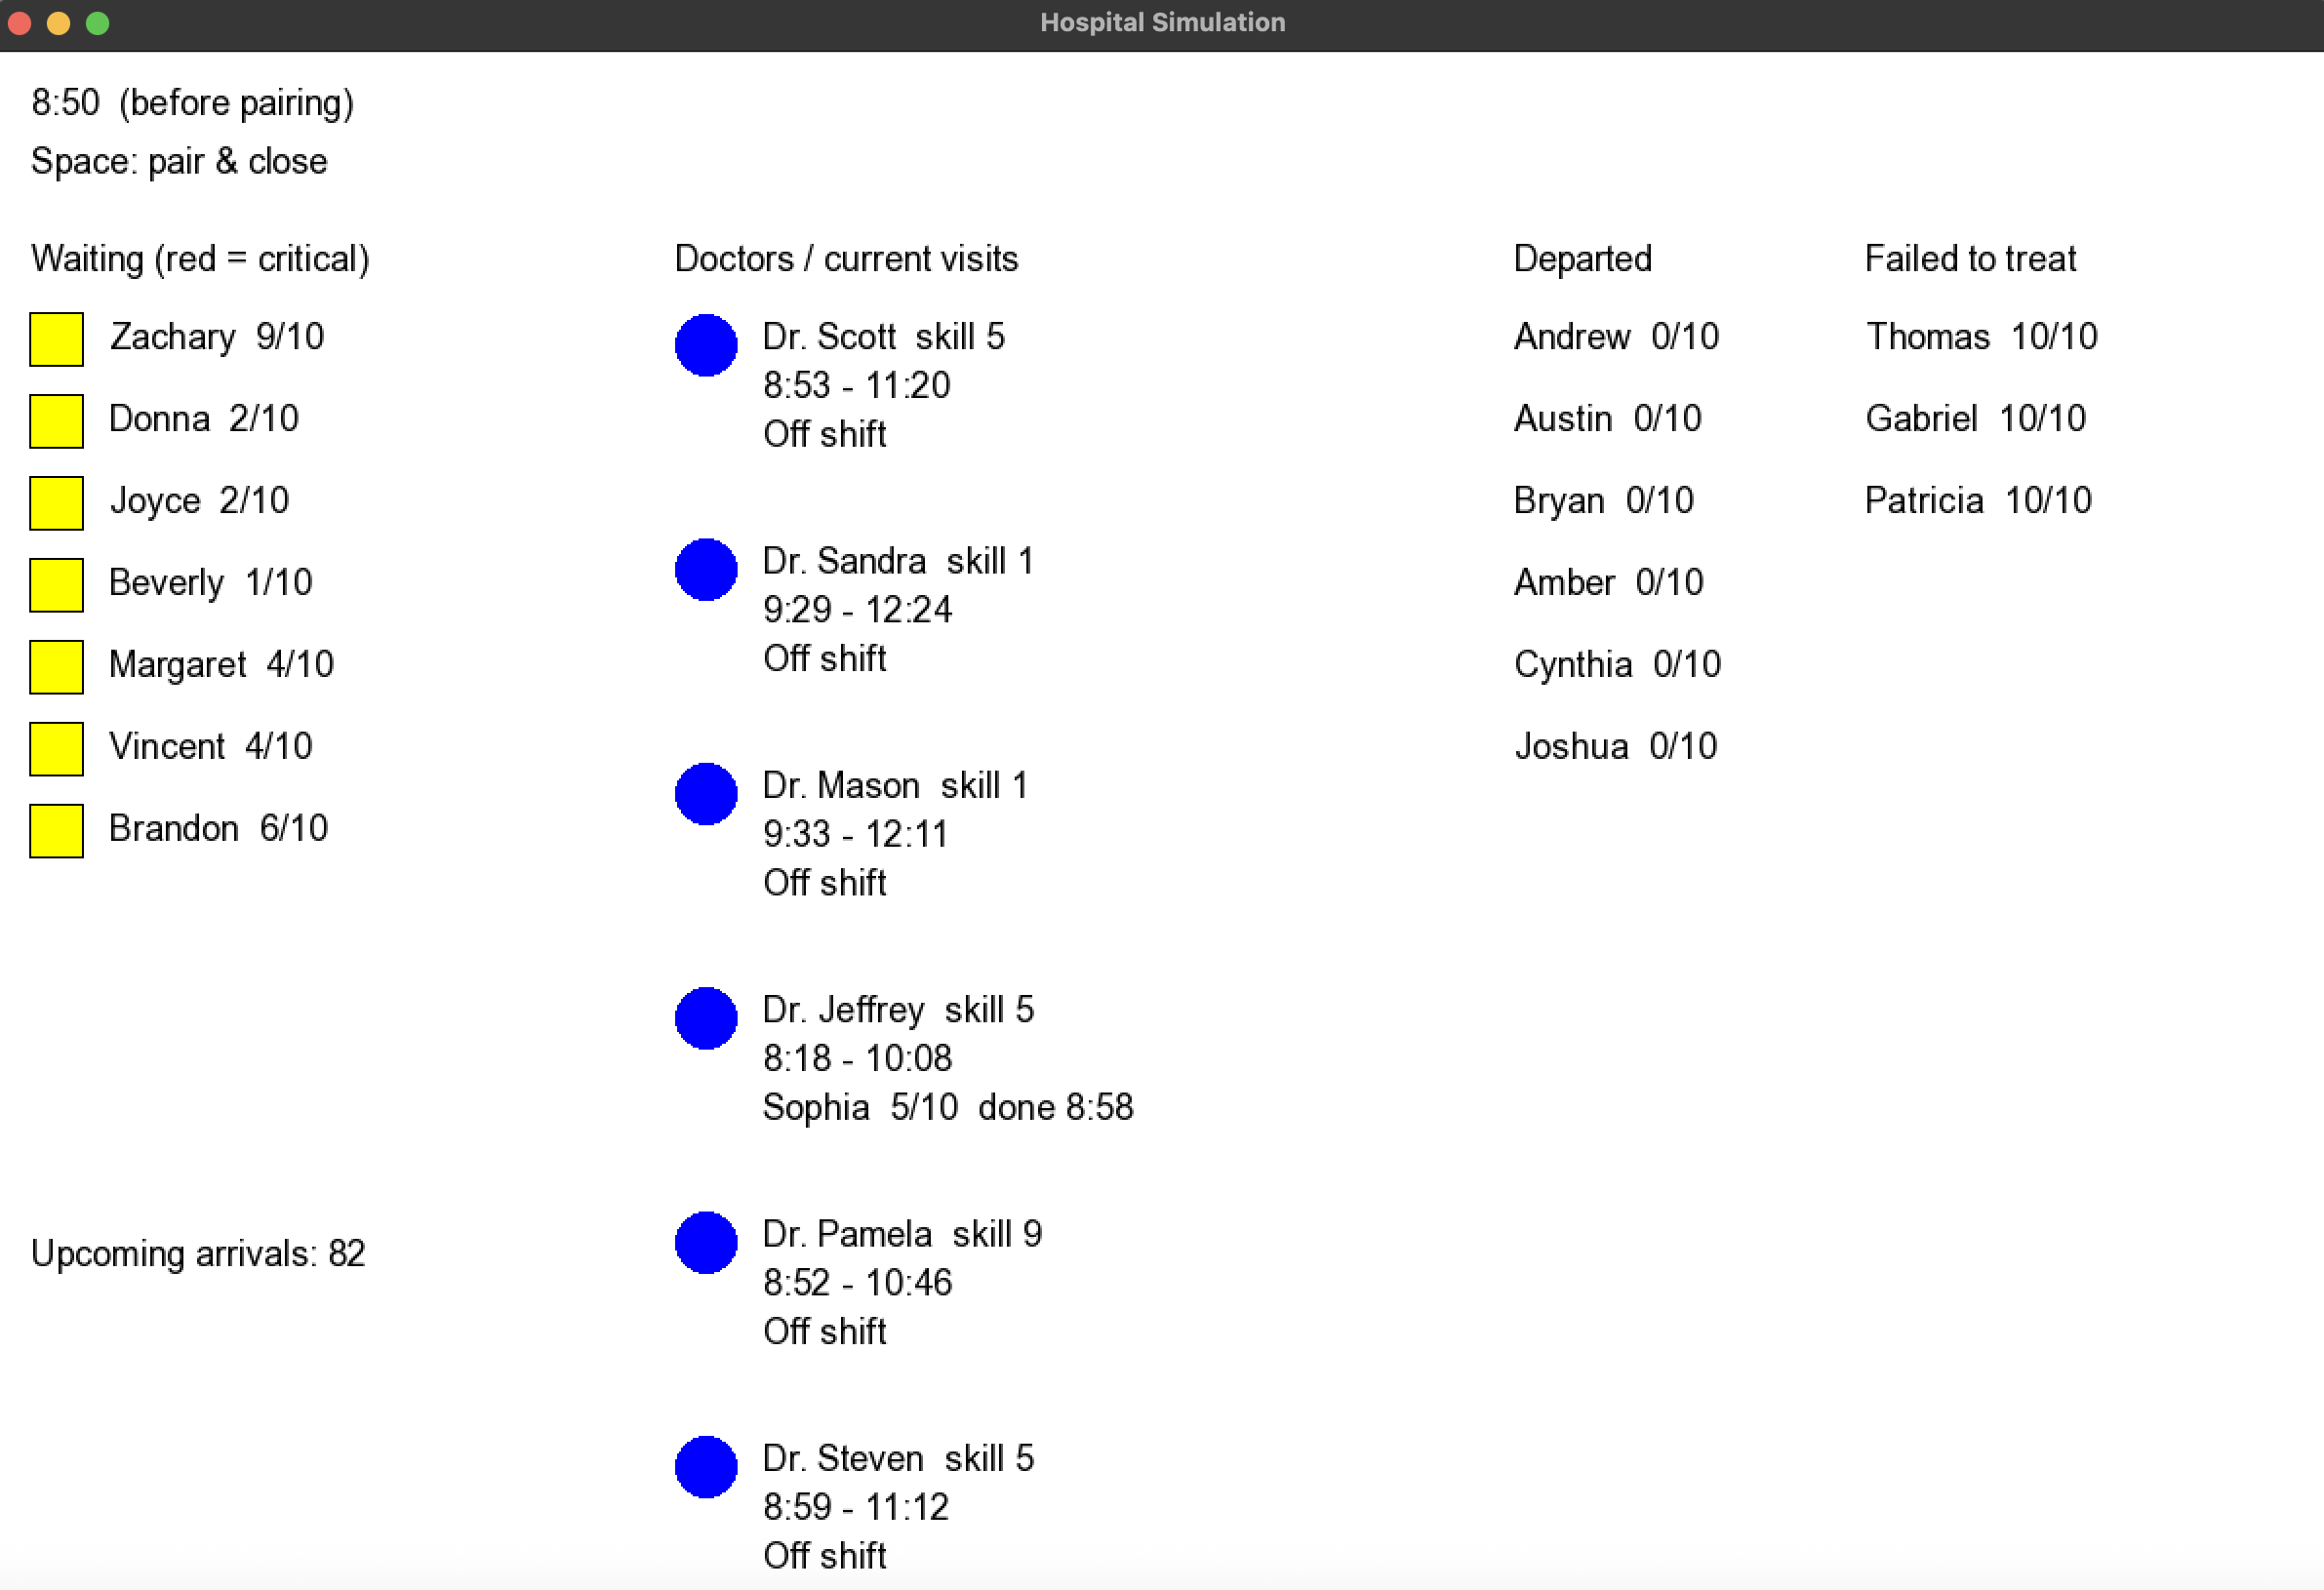 Hospital Simulation
8:50 (before pairing)
Space: pair & close
Waiting (red = critical)
Zachary 9/10
Donna 2/10
Joyce 2/10
Beverly 1/10
Margaret 4/10
Vincent 4/10
Brandon 6/10
Upcoming arrivals: 82
Doctors / current visits
Dr. Scott skill 5
8:53 - 11:20
Off shift
Dr. Sandra skill 1
9:29 - 12:24
Off shift
Dr. Mason skill 1
9:33 - 12:11
Off shift
Dr. Jeffrey skill 5
8:18 - 10:08
Sophia 5/10 done 8:58
Dr. Pamela skill 9
8:52 - 10:46
Off shift
Dr. Steven skill 5
8:59 - 11:12
Off shift
Departed
Andrew 0/10
Austin 0/10
Bryan 0/10
Amber 0/10
Cynthia 0/10
Joshua 0/10
Failed to treat
Thomas 10/10
Gabriel 10/10
Patricia 10/10